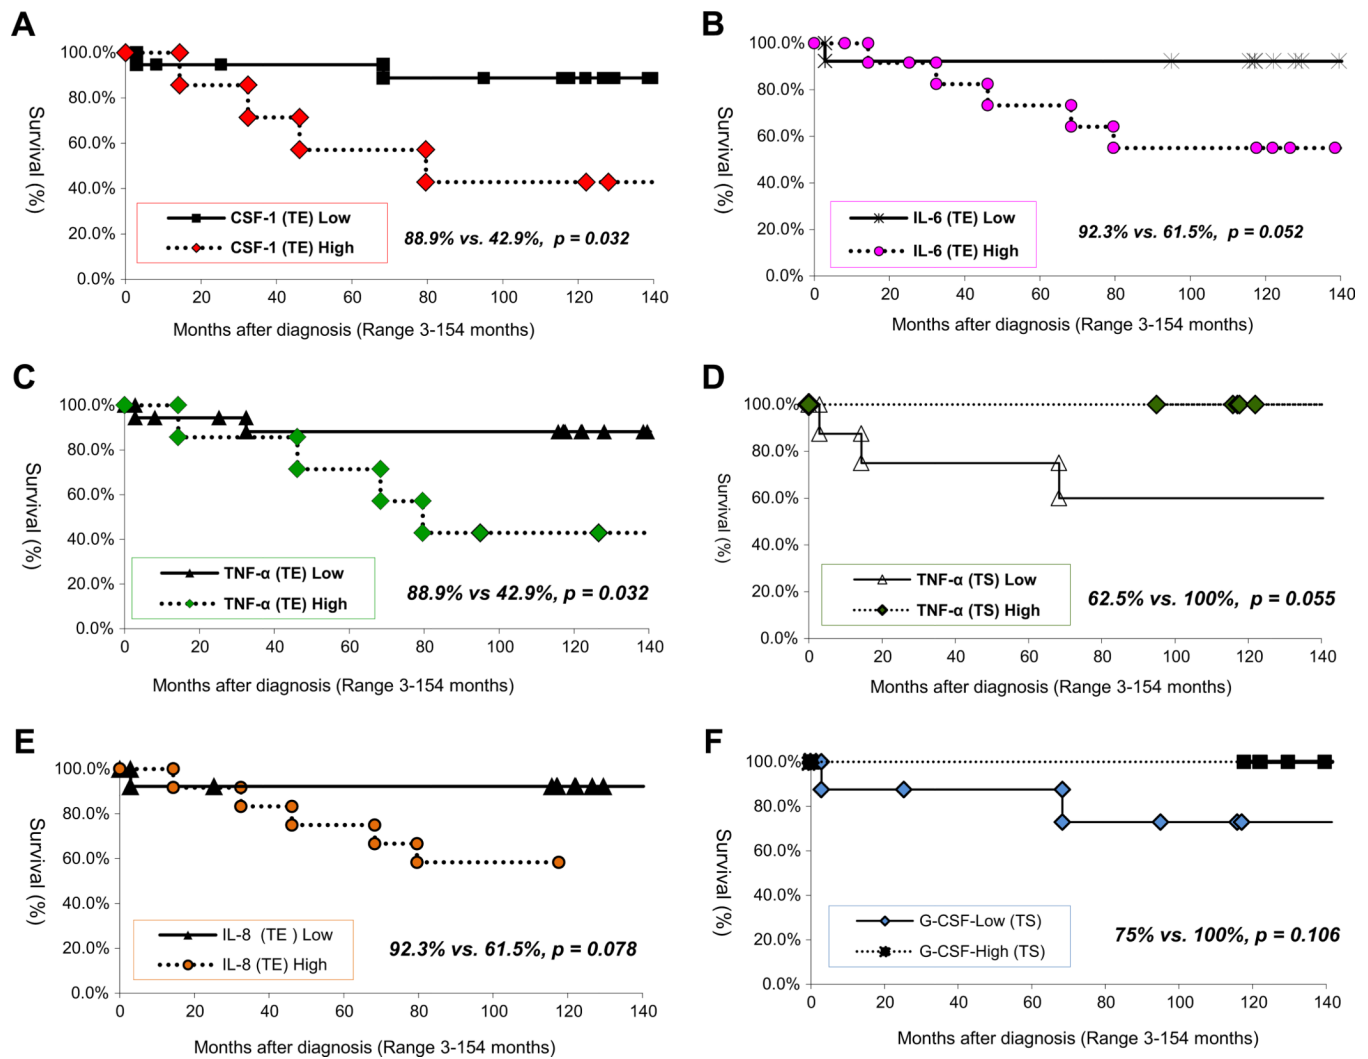 A
100.0%
80.0%
60.0%
40.0%
20.0%
0.0%
Survival (%)
CSF-1 (TE) Low
CSF-1 (TE) High
88.9% vs. 42.9%, p = 0.032
0 20 40 60 80 100 120 140
Months after diagnosis (Range 3-154 months)
B
100.0%
80.0%
60.0%
40.0%
20.0%
0.0%
Survival (%)
IL-6 (TE) Low
IL-6 (TE) High
92.3% vs. 61.5%, p = 0.052
0 20 40 60 80 100 120 140
Months after diagnosis (Range 3-154 months)
C
100.0%
80.0%
60.0%
40.0%
20.0%
0.0%
Survival (%)
TNF-α (TE) Low
TNF-α (TE) High
88.9% vs 42.9%, p = 0.032
0 20 40 60 80 100 120 140
Months after diagnosis (Range 3-154 months)
D
100.0%
80.0%
60.0%
40.0%
20.0%
0.0%
Survival (%)
TNF-α (TS) Low
TNF-α (TS) High
62.5% vs. 100%, p = 0.055
0 20 40 60 80 100 120 140
Months after diagnosis (Range 3-154 months)
E
100.0%
80.0%
60.0%
40.0%
20.0%
0.0%
Survival (%)
IL-8 (TE ) Low
IL-8 (TE) High
92.3% vs. 61.5%, p = 0.078
0 20 40 60 80 100 120 140
Months after diagnosis (Range 3-154 months)
F
100.0%
80.0%
60.0%
40.0%
20.0%
0.0%
Survival (%)
G-CSF-Low (TS)
G-CSF-High (TS)
75% vs. 100%, p = 0.106
0 20 40 60 80 100 120 140
Months after diagnosis (Range 3-154 months)